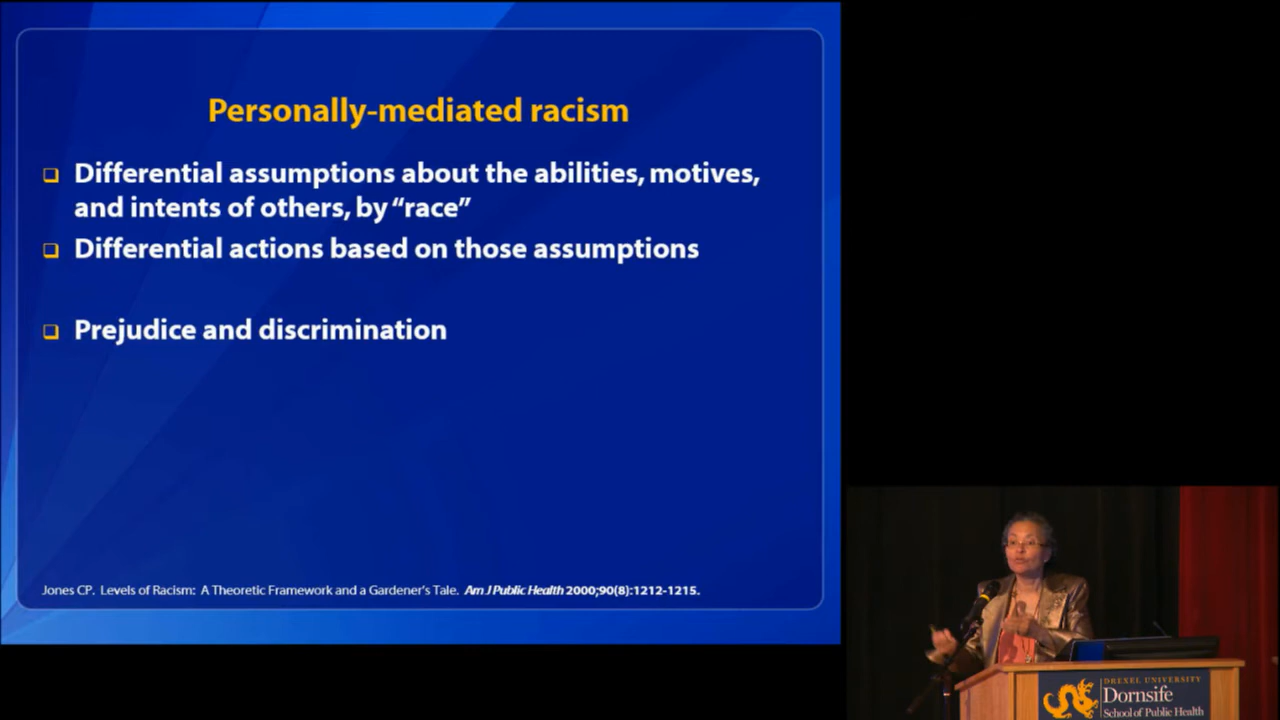 Personally-mediated racism
❑ Differential assumptions about the abilities, motives,
and intents of others, by “race”
❑ Differential actions based on those assumptions
❑ Prejudice and discrimination
Jones CP. Levels of Racism: A Theoretic Framework and a Gardener’s Tale. Am J Public Health 2000;90(8):1212-1215.
DREXEL UNIVERSITY
Dornsife
School of Public Health